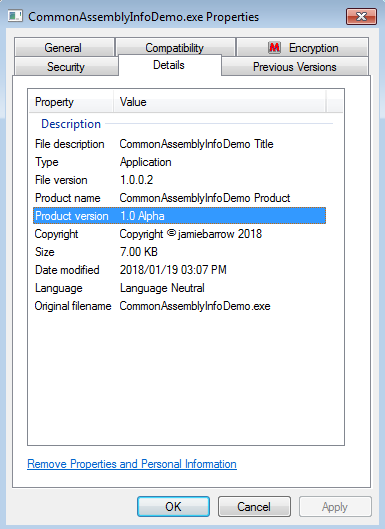 CommonAssemblyInfoDemo.exe Properties
General Compatibility M Encryption
Security Details Previous Versions
Property Value
Description
File description CommonAssemblyInfoDemo Title
Type Application
File version 1.0.0.2
Product name CommonAssemblyInfoDemo Product
Product version 1.0 Alpha
Copyright Copyright © jamiebarrow 2018
Size 7.00 KB
Date modified 2018/01/19 03:07 PM
Language Language Neutral
Original filename CommonAssemblyInfoDemo.exe
Remove Properties and Personal Information
OK Cancel Apply